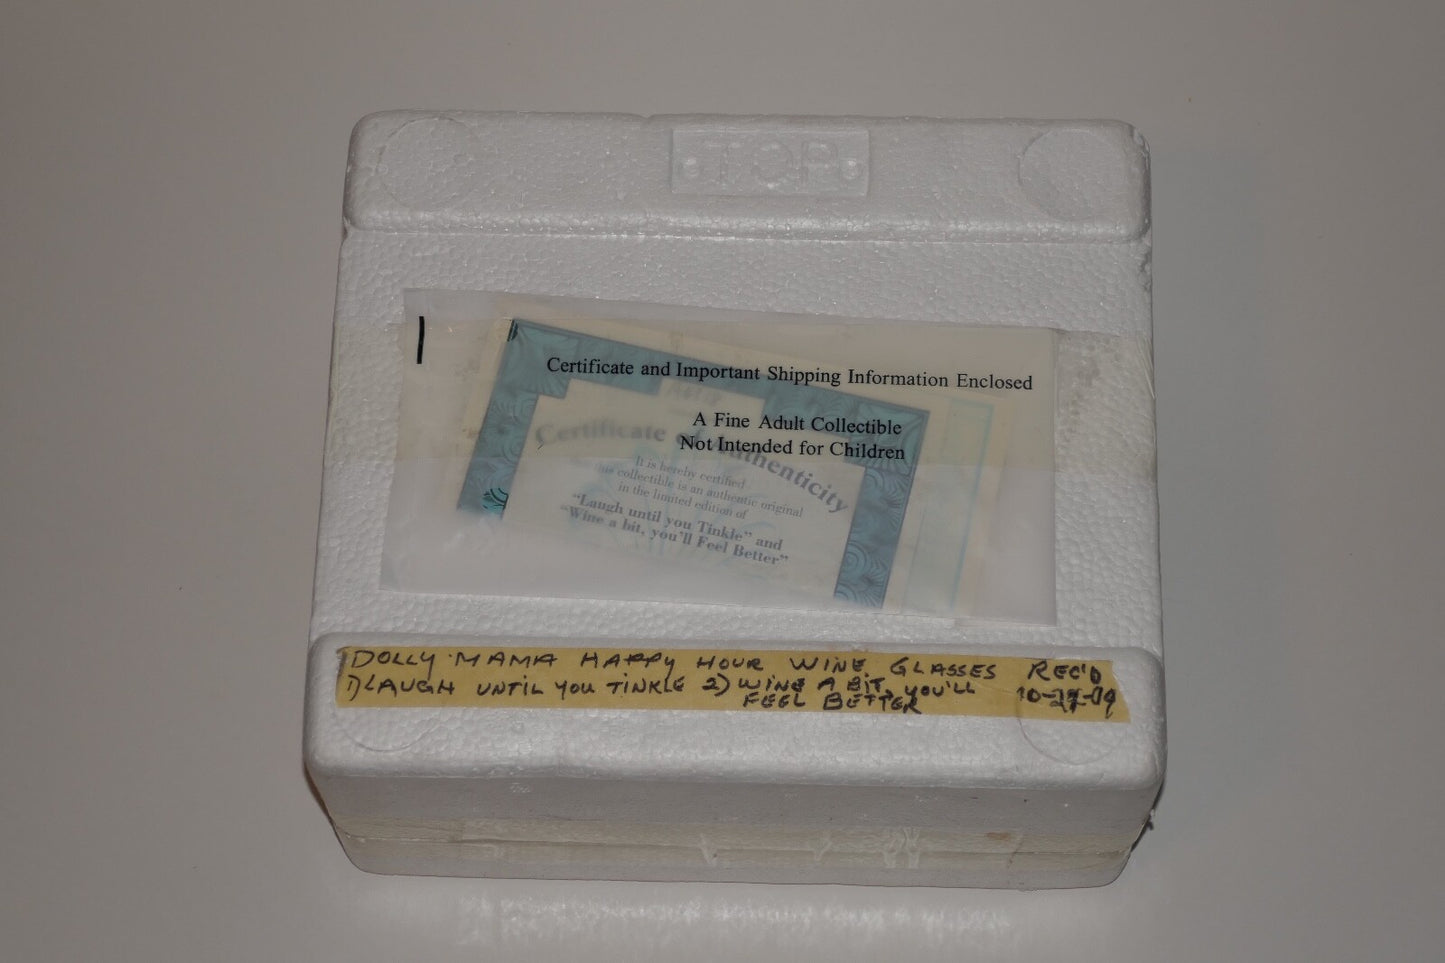 TOP
Certificate and Important Shipping Information Enclosed
A Fine Adult Collectible
Not Intended for Children
Certificate of Authenticity
It is hereby certified
this collectible is an authentic original
in the limited edition of
"Laugh until you Tinkle" and
"Wine a bit, you'll Feel Better"
DOLLY MAMA HAPPY HOUR WINE GLASSES REC'D
1) LAUGH UNTIL YOU TINKLE 2) WINE A BIT, YOU'LL
FEEL BETTER